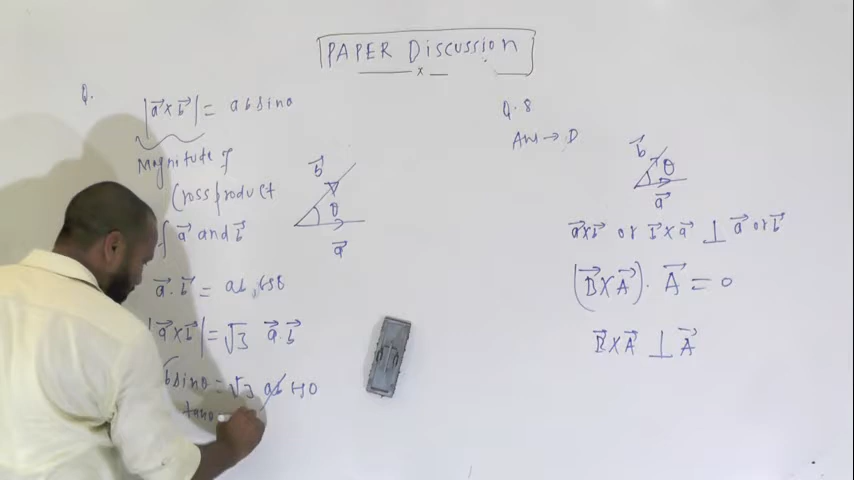 PAPER Discussion
x
Q.
|a⃗×b⃗| = ab sinθ
Magnitude of
Cross product
of a⃗ and b⃗
b⃗
θ
a⃗
a⃗.b⃗ = ab cosθ
|a⃗×b⃗| = √3 a⃗.b⃗
b sinθ = √3 ab cosθ
tanθ
Q.8
Ans → D
b⃗
θ
a⃗
a⃗×b⃗ or b⃗×a⃗ ⊥ a⃗ or b⃗
(B⃗×A⃗). A⃗ = 0
B⃗×A⃗ ⊥ A⃗